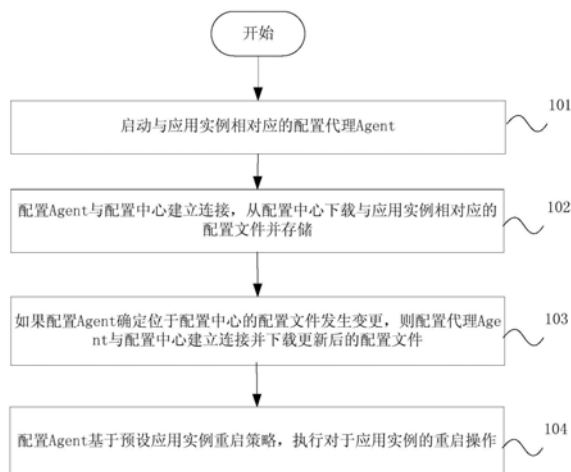 开始
启动与应用实例相对应的配置代理Agent
101
配置Agent与配置中心建立连接，从配置中心下载与应用实例相对应的
配置文件并存储
102
如果配置Agent确定位于配置中心的配置文件发生变更，则配置代理Age
nt与配置中心建立连接并下载更新后的配置文件
103
配置Agent基于预设应用实例重启策略，执行对于应用实例的重启操作
104